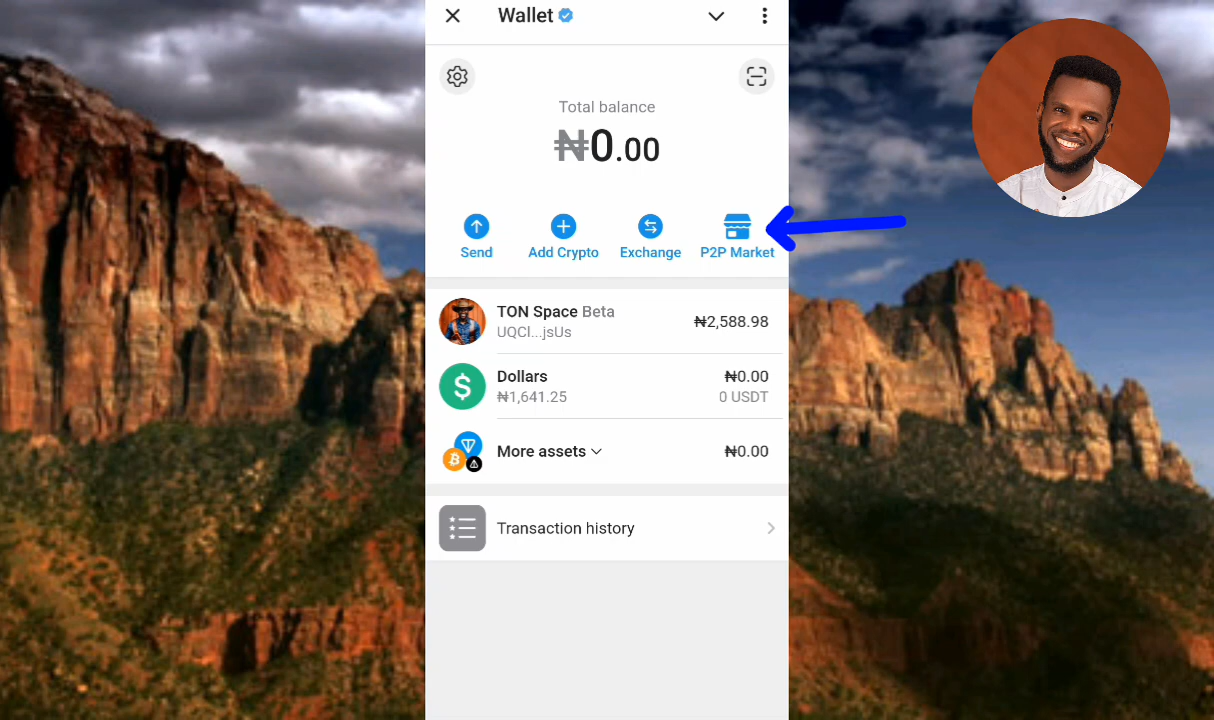 Wallet
Total balance
₦0.00
Send
Add Crypto
Exchange
P2P Market
TON Space Beta
₦2,588.98
UQCl...jsUs
Dollars
₦0.00
₦1,641.25
0 USDT
More assets
₦0.00
Transaction history